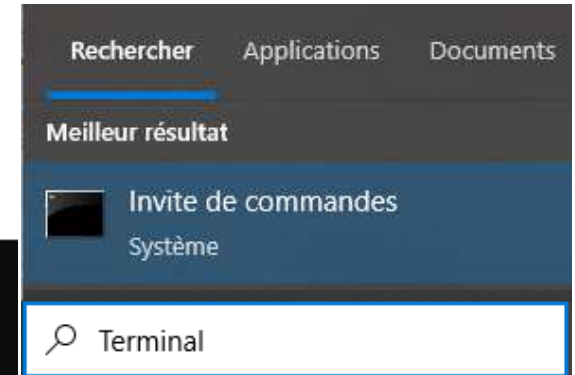 Rechercher Applications Documents
Meilleur résultat
Invite de commandes
Système
Terminal